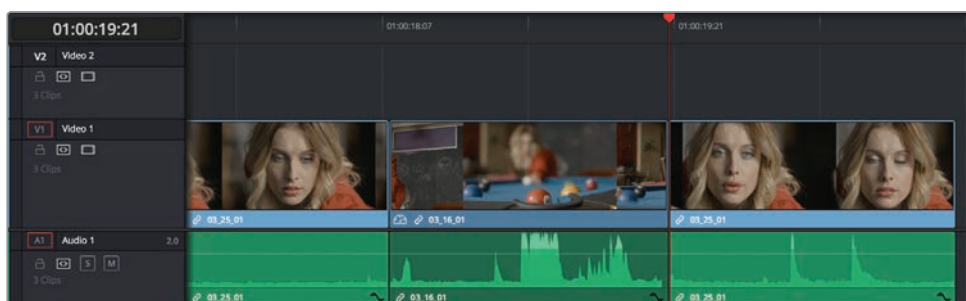 01:00:19:21
01:00:18:07
01:00:19:21
V2 Video 2
3 Clips
V1 Video 1
3 Clips
03_25_01
03_16_01
03_25_01
A1 Audio 1 2.0
S M
3 Clips
03_25_01
03_16_01
03_25_01